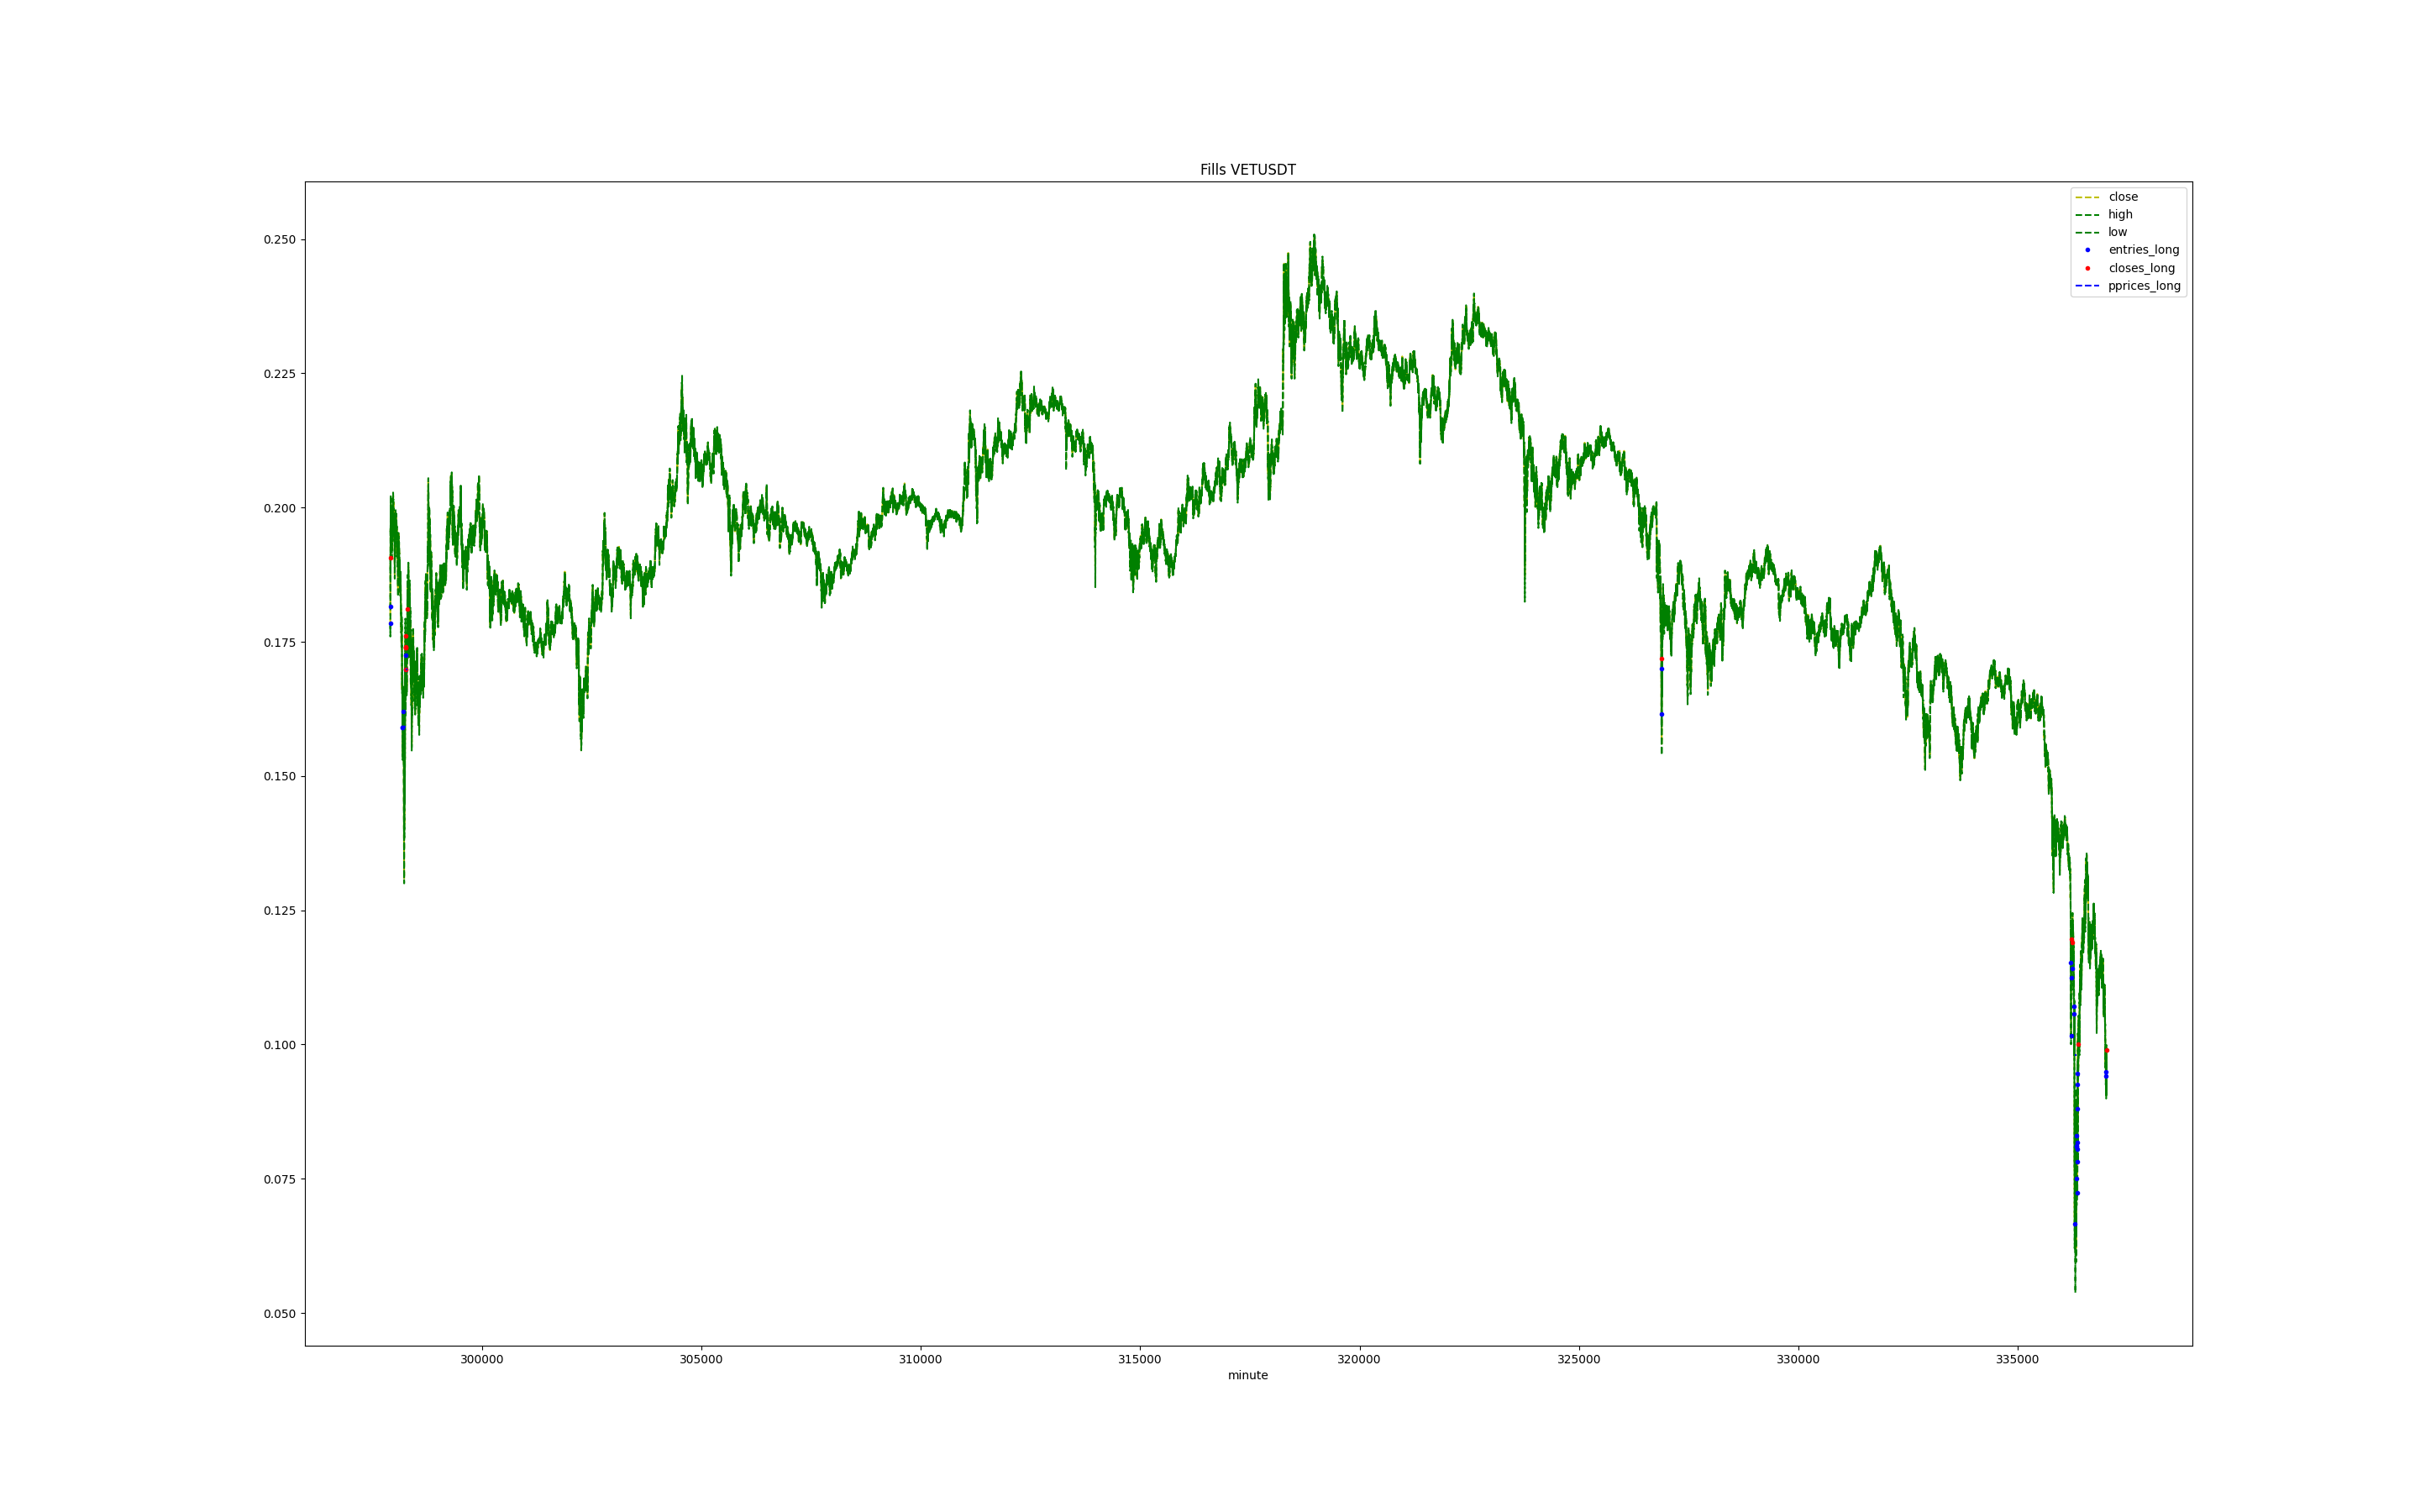 Fills VETUSDT
close
high
low
entries_long
closes_long
pprices_long
0.250
0.225
0.200
0.175
0.150
0.125
0.100
0.075
0.050
300000
305000
310000
315000
320000
325000
330000
335000
minute